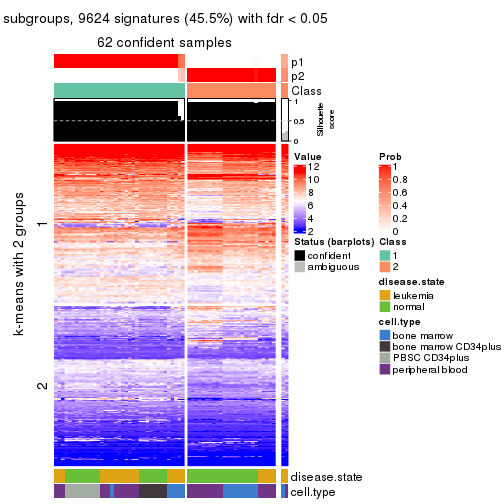 subgroups, 9624 signatures (45.5%) with fdr < 0.05
62 confident samples
p1
p2
Class
1
0.5
0
Silhouette
score
k-means with 2 groups
1
2
Value
12
10
8
6
4
2
Prob
1
0.8
0.6
0.4
0.2
0
Status (barplots)
confident
ambiguous
Class
1
2
disease.state
leukemia
normal
cell.type
bone marrow
bone marrow CD34plus
PBSC CD34plus
peripheral blood
disease.state
cell.type